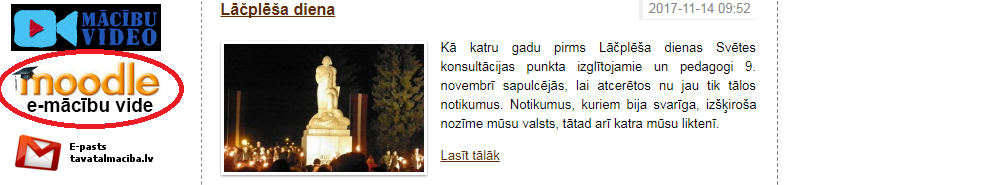 MĀCĪBU
VIDEO
moodle
e-mācību vide
E-pasts
tavatalmaciba.lv
Lāčplēša diena
2017-11-14 09:52
Kā katru gadu pirms Lāčplēša dienas Svētes
konsultācijas punkta izglītojamie un pedagogi 9.
novembrī sapulcējās, lai atcerētos nu jau tik tālos
notikumus. Notikumus, kuriem bija svarīga, izšķiroša
nozīme mūsu valsts, tātad arī katra mūsu liktenī.
Lasīt tālāk